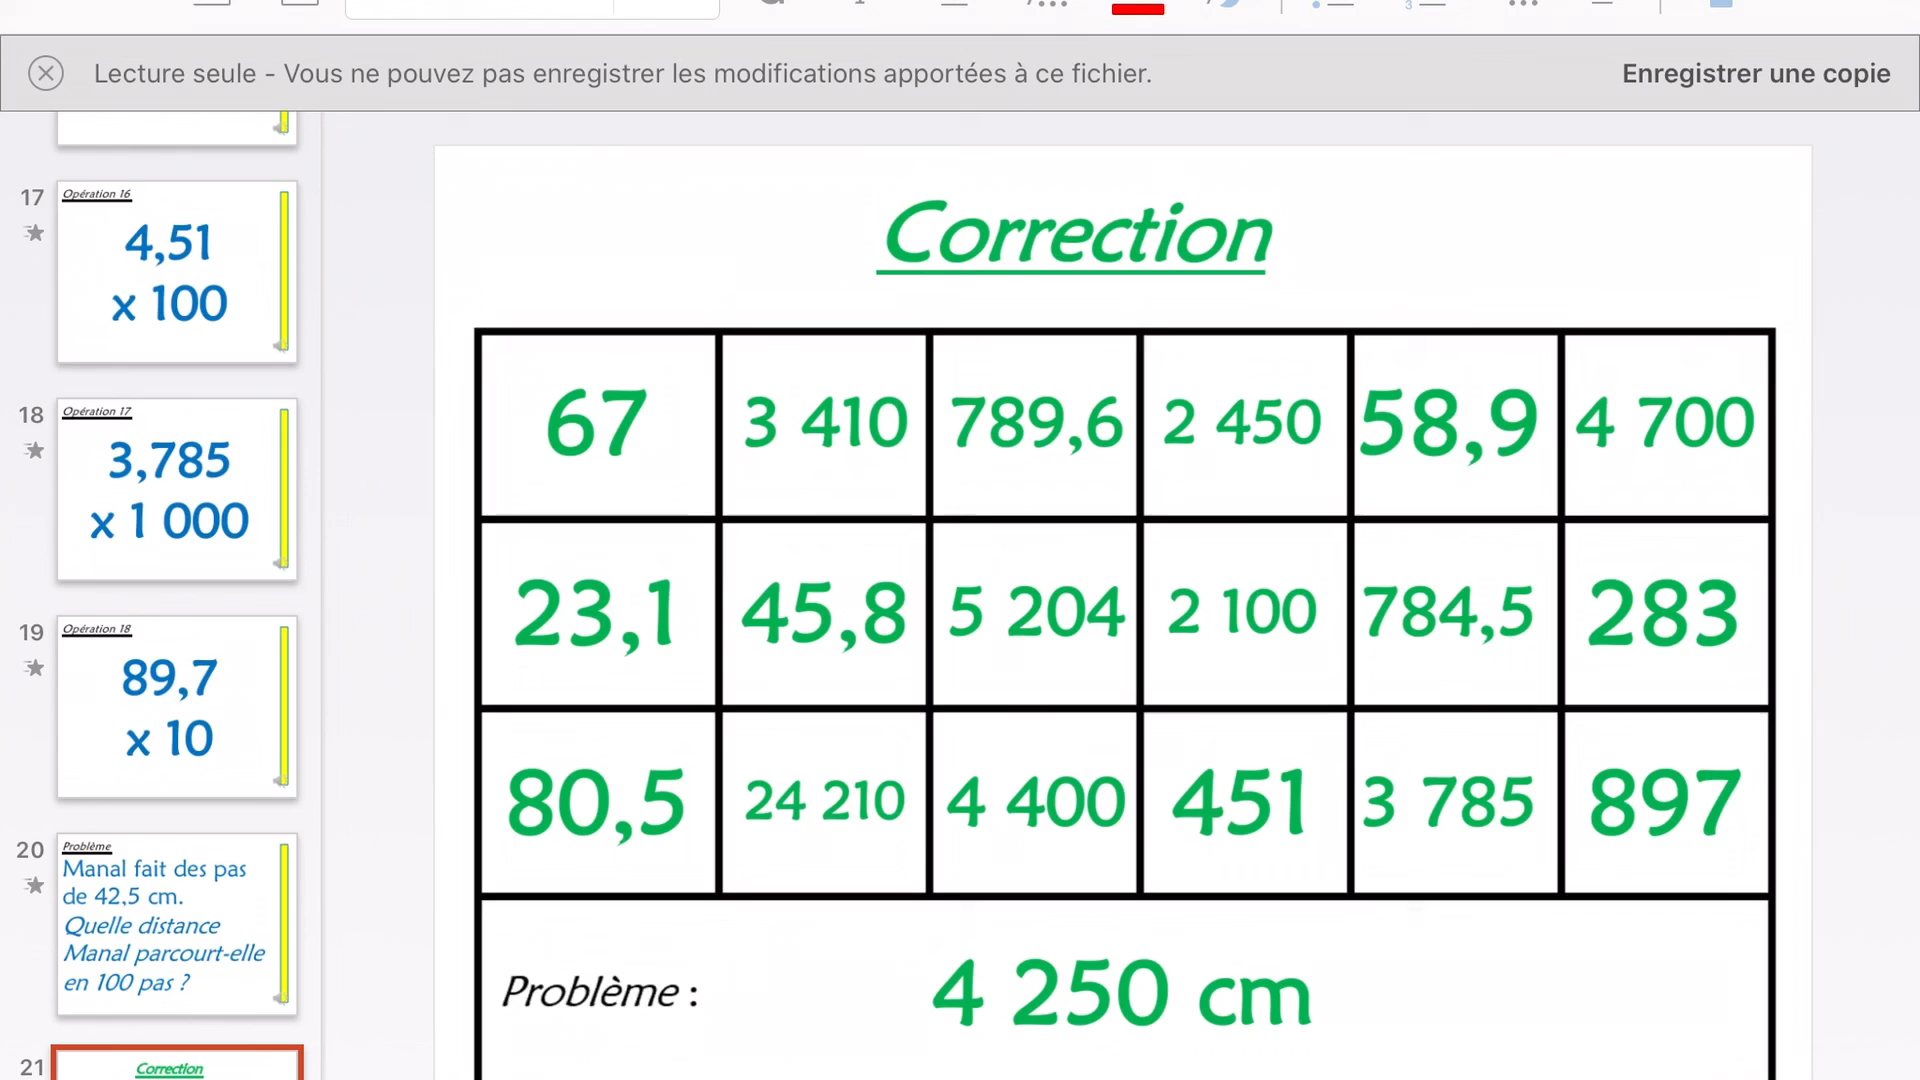 Lecture seule - Vous ne pouvez pas enregistrer les modifications apportées à ce fichier.
Enregistrer une copie
17
Opération 16
4,51
x 100
18
Opération 17
3,785
x 1 000
19
Opération 18
89,7
x 10
20
Problème
Manal fait des pas
de 42,5 cm.
Quelle distance
Manal parcourt-elle
en 100 pas ?
21
Correction
Correction
67 3 410 789,6 2 450 58,9 4 700
23,1 45,8 5 204 2 100 784,5 283
80,5 24 210 4 400 451 3 785 897
Problème : 4 250 cm